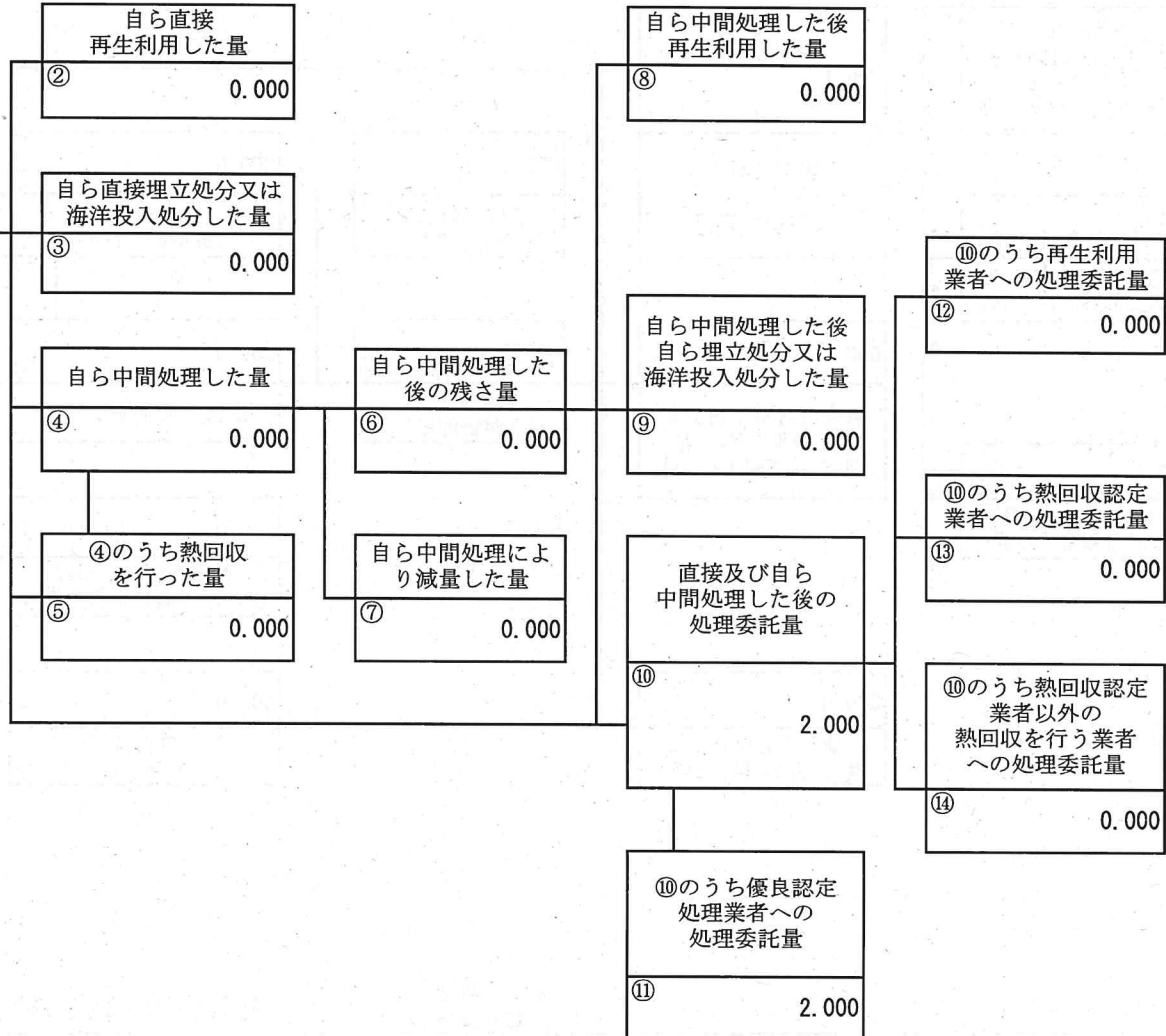 自ら直接
再生利用した量
② 0.000
自ら直接埋立処分又は
海洋投入処分した量
③ 0.000
自ら中間処理した量
④ 0.000
④のうち熱回収
を行った量
⑤ 0.000
自ら中間処理した
後の残さ量
⑥ 0.000
自ら中間処理によ
り減量した量
⑦ 0.000
自ら中間処理した後
再生利用した量
⑧ 0.000
自ら中間処理した後
自ら埋立処分又は
海洋投入処分した量
⑨ 0.000
直接及び自ら
中間処理した後の
処理委託量
⑩
2.000
⑩のうち優良認定
処理業者への
処理委託量
⑪ 2.000
⑩のうち再生利用
業者への処理委託量
⑫ 0.000
⑩のうち熱回収認定
業者への処理委託量
⑬ 0.000
⑩のうち熱回収認定
業者以外の
熱回収を行う業者
への処理委託量
⑭ 0.000